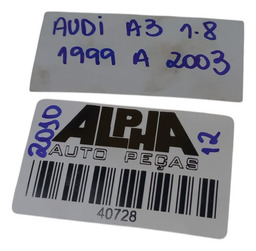 AUDI A3 1.8
1999 A 2003
2010
ALPHA
AUTO PEÇAS
12
40728